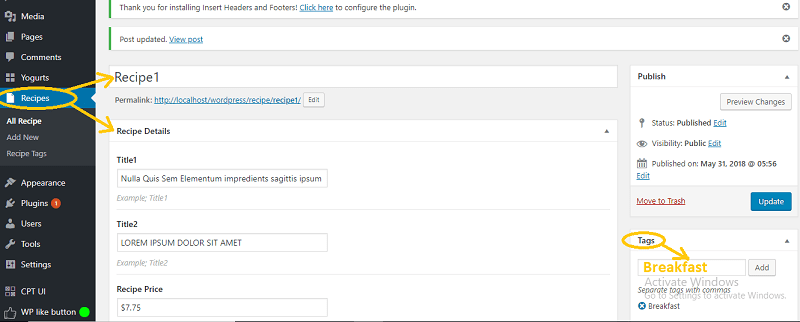 Media
Pages
Comments
Yogurts
Recipes
All Recipe
Add New
Recipe Tags
Appearance
Plugins 1
Users
Tools
Settings
CPT UI
WP like button
Thank you for installing Insert Headers and Footers! Click here to configure the plugin.
Post updated. View post
Recipe1
Permalink: http://localhost/wordpress/recipe/recipe1/ Edit
Recipe Details
Title1
Nulla Quis Sem Elementum impredients sagittis ipsum
Example; Title1
Title2
LOREM IPSUM DOLOR SIT AMET
Example; Title2
Recipe Price
$7.75
Publish
Preview Changes
Status: Published Edit
Visibility: Public Edit
Published on: May 31, 2018 @ 05:56
Edit
Move to Trash Update
Tags
Breakfast Add
Activate Windows
Separate tags with commas
Go to Settings to activate Windows.
Breakfast